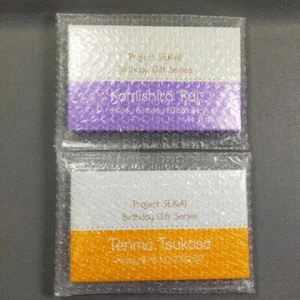 Project SEKAI
Birthday Gift Series
Kamishiro Rui
Project SEKAI
Birthday Gift Series
Tenma Tsukasa